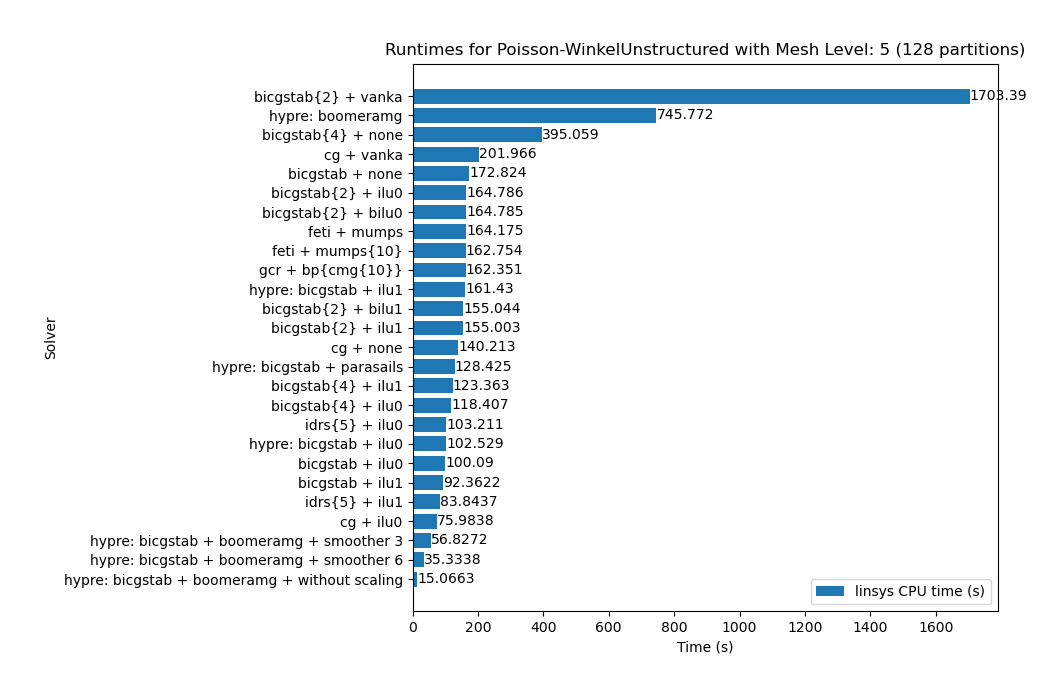 Runtimes for Poisson-WinkelUnstructured with Mesh Level: 5 (128 partitions)
Solver
bicgstab{2} + vanka 1703.39
hypre: boomeramg 745.772
bicgstab{4} + none 395.059
cg + vanka 201.966
bicgstab + none 172.824
bicgstab{2} + ilu0 164.786
bicgstab{2} + bilu0 164.785
feti + mumps 164.175
feti + mumps{10} 162.754
gcr + bp{cmg{10}} 162.351
hypre: bicgstab + ilu1 161.43
bicgstab{2} + bilu1 155.044
bicgstab{2} + ilu1 155.003
cg + none 140.213
hypre: bicgstab + parasails 128.425
bicgstab{4} + ilu1 123.363
bicgstab{4} + ilu0 118.407
idrs{5} + ilu0 103.211
hypre: bicgstab + ilu0 102.529
bicgstab + ilu0 100.09
bicgstab + ilu1 92.3622
idrs{5} + ilu1 83.8437
cg + ilu0 75.9838
hypre: bicgstab + boomeramg + smoother 3 56.8272
hypre: bicgstab + boomeramg + smoother 6 35.3338
hypre: bicgstab + boomeramg + without scaling 15.0663
linsys CPU time (s)
0 200 400 600 800 1000 1200 1400 1600
Time (s)